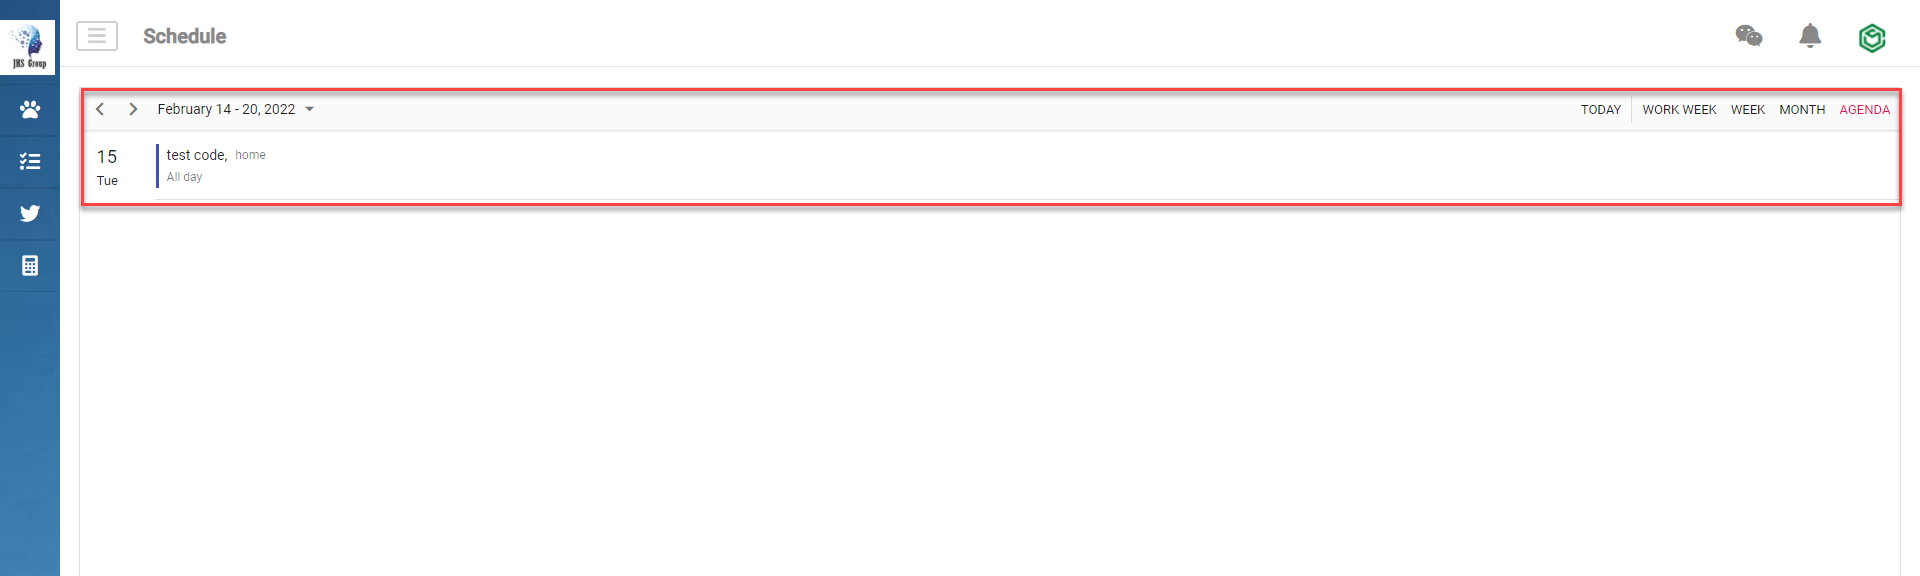 JHS Group
Schedule
February 14 - 20, 2022
TODAY WORK WEEK WEEK MONTH AGENDA
15
Tue
test code, home
All day